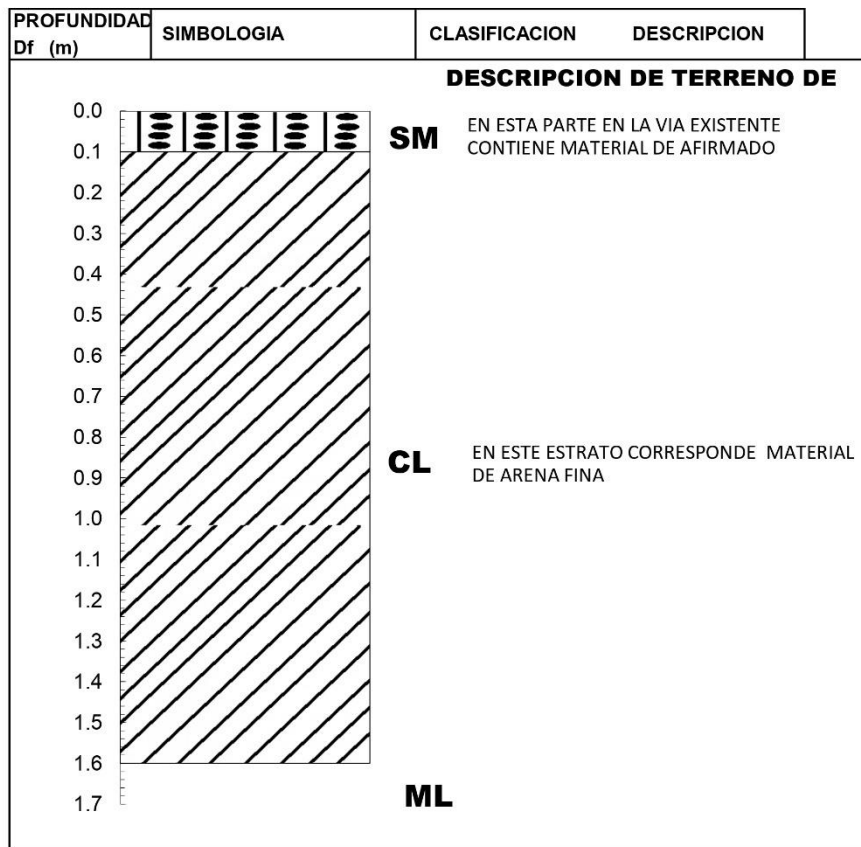 PROFUNDIDAD
Df (m)
SIMBOLOGIA
CLASIFICACION
DESCRIPCION
DESCRIPCION DE TERRENO DE
0.0
0.1
0.2
0.3
0.4
0.5
0.6
0.7
0.8
0.9
1.0
1.1
1.2
1.3
1.4
1.5
1.6
1.7
SM
EN ESTA PARTE EN LA VIA EXISTENTE
CONTIENE MATERIAL DE AFIRMADO
CL
EN ESTE ESTRATO CORRESPONDE MATERIAL
DE ARENA FINA
ML